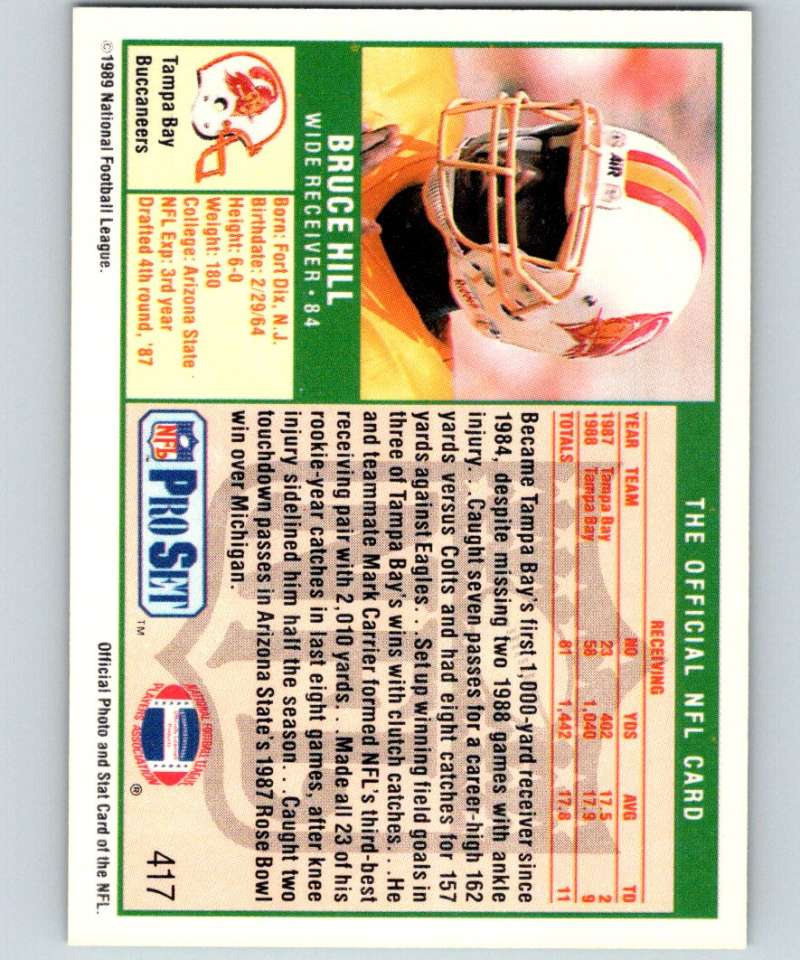 THE OFFICIAL NFL CARD
AiR
BRUCE HILL
WIDE RECEIVER • 84
Tampa Bay
Buccaneers
Born: Fort Dix, N.J.
Birthdate: 2/29/64
Height: 6-0
Weight: 180
College: Arizona State
NFL Exp: 3rd year
Drafted 4th round, '87
RECEIVING
YEAR TEAM NO YDS AVG TD
1987 Tampa Bay 23 402 17.5 2
1988 Tampa Bay 58 1,040 17.9 9
TOTALS 81 1,442 17.8 11
Became Tampa Bay's first 1,000-yard receiver since
1984, despite missing two 1988 games with ankle
injury. . .Caught seven passes for a career-high 162
yards versus Colts and had eight catches for 157
yards against Eagles. . .Set up winning field goals in
three of Tampa Bay's wins with clutch catches. . .He
and teammate Mark Carrier formed NFL's third-best
receiving pair with 2,010 yards. . .Made all 23 of his
rookie-year catches in last eight games, after knee
injury sidelined him half the season. . .Caught two
touchdown passes in Arizona State's 1987 Rose Bowl
win over Michigan.
NFL PRO SET TM
NATIONAL FOOTBALL LEAGUE
PLAYERS ASSOCIATION ®
417
©1989 National Football League.
Official Photo and Stat Card of the NFL.